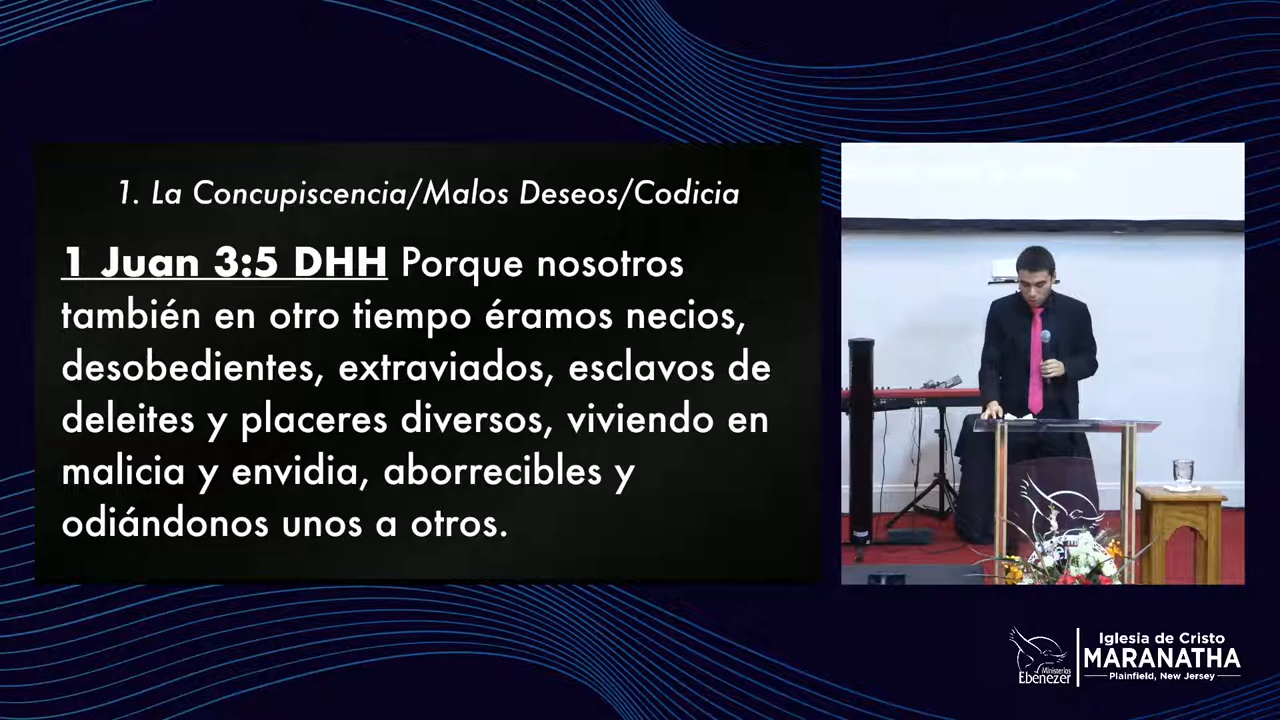 1. La Concupiscencia/Malos Deseos/Codicia
1 Juan 3:5 DHH Porque nosotros
también en otro tiempo éramos necios,
desobedientes, extraviados, esclavos de
deleites y placeres diversos, viviendo en
malicia y envidia, aborrecibles y
odiándonos unos a otros.
Ministerios
Ebenezer
Iglesia de Cristo
MARANATHA
Plainfield, New Jersey